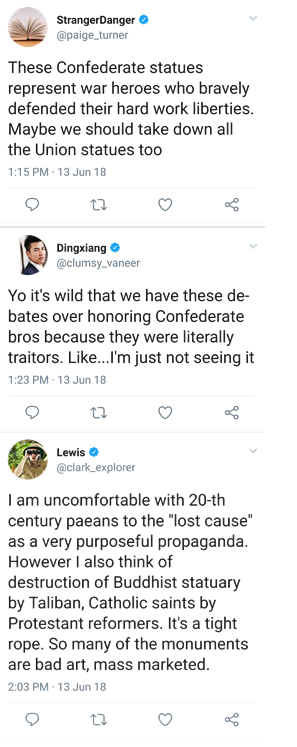 StrangerDanger
@paige_turner
These Confederate statues
represent war heroes who bravely
defended their hard work liberties.
Maybe we should take down all
the Union statues too
1:15 PM · 13 Jun 18
Dingxiang
@clumsy_vaneer
Yo it's wild that we have these de-
bates over honoring Confederate
bros because they were literally
traitors. Like...I'm just not seeing it
1:23 PM · 13 Jun 18
Lewis
@clark_explorer
I am uncomfortable with 20-th
century paeans to the "lost cause"
as a very purposeful propaganda.
However I also think of
destruction of Buddhist statuary
by Taliban, Catholic saints by
Protestant reformers. It's a tight
rope. So many of the monuments
are bad art, mass marketed.
2:03 PM · 13 Jun 18